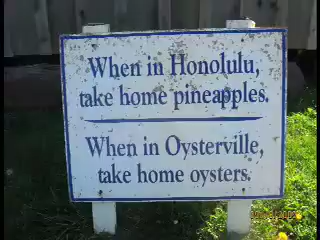 When in Honolulu,
take home pineapples.
When in Oysterville,
take home oysters.